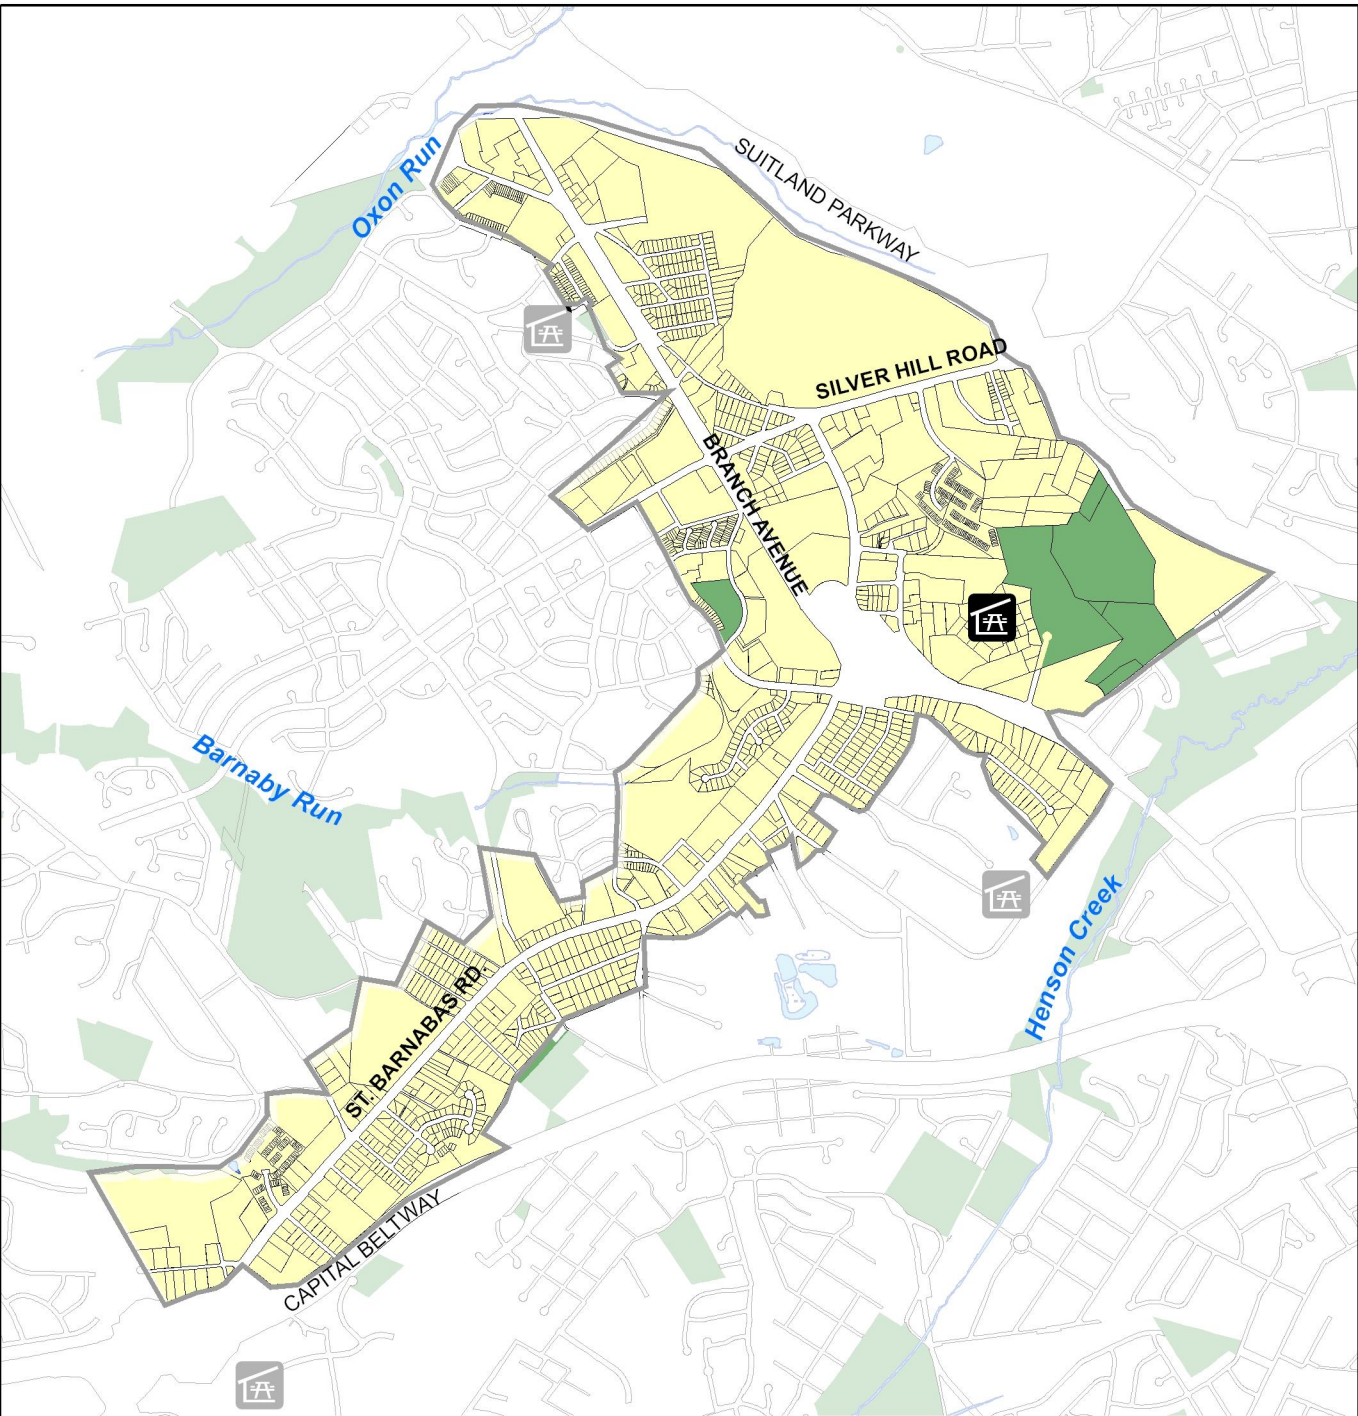 SUITLAND PARKWAY
Oxon Run
SILVER HILL ROAD
BRANCH AVENUE
Barnaby Run
Henson Creek
ST. BARNABAS RD.
CAPITAL BELTWAY